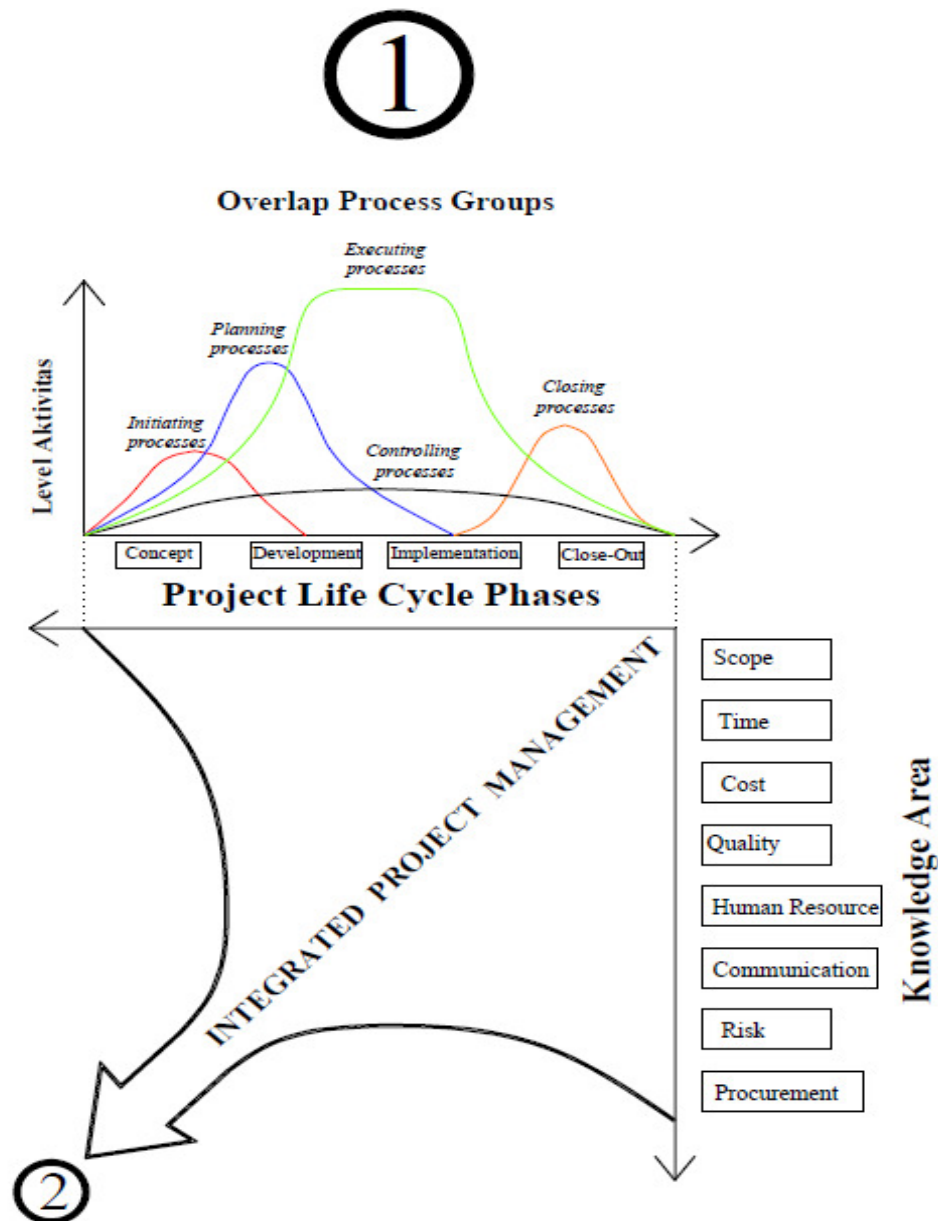 1
Overlap Process Groups
Executing
processes
Planning
processes
Closing
processes
Initiating
processes
Controlling
processes
Level Aktivitas
Concept
Development
Implementation
Close-Out
Project Life Cycle Phases
INTEGRATED PROJECT MANAGEMENT
Scope
Time
Cost
Quality
Human Resource
Communication
Risk
Procurement
Knowledge Area
2